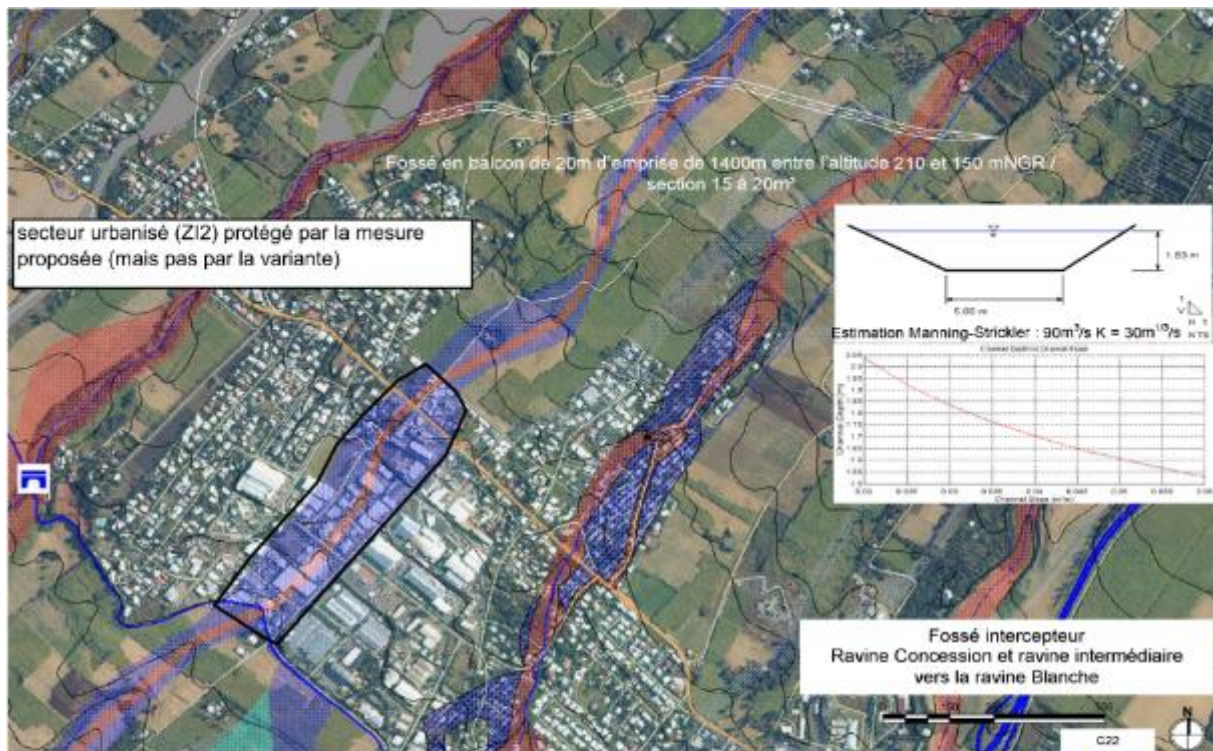 Fossé en balcon de 20m d'emprise de 1400m entre l'altitude 210 et 150 mNGR /
section 15 à 20m²
secteur urbanisé (ZI2) protégé par la mesure
proposée (mais pas par la variante)
1.83 m
5.00 m
Estimation Manning-Strickler : 90m³/s K = 30m¹/³/s
Fossé intercepteur
Ravine Concession et ravine intermédiaire
vers la ravine Blanche
N
C22